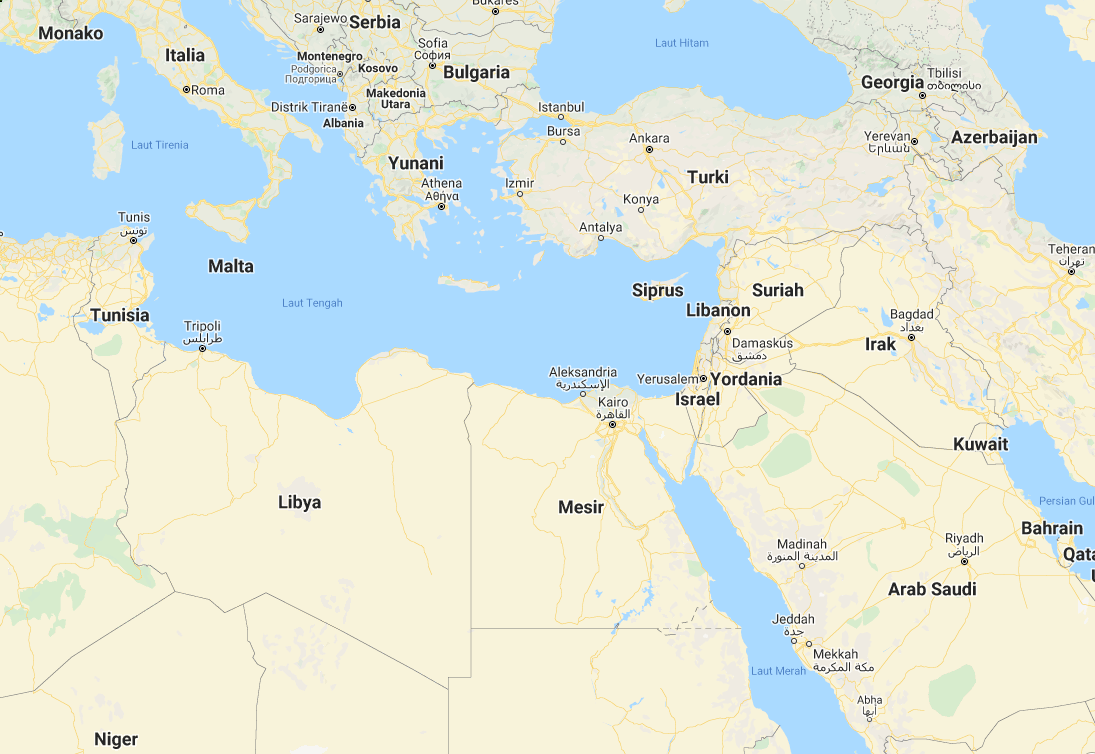 Bukares
Sarajewo
Serbia
Monako
Laut Hitam
Italia
Sofia
София
Montenegro
Kosovo
Podgorica
Подгорица
Bulgaria
Georgia
Tbilisi
თბილისი
Roma
Makedonia
Utara
Distrik Tiranë
Albania
Istanbul
Bursa
Ankara
Yerevan
Երևան
Azerbaijan
Laut Tirenia
Yunani
Turki
Athena
Αθήνα
Izmir
Konya
Antalya
Tunis
تونس
Malta
Teheran
تهران
Siprus
Suriah
Laut Tengah
Libanon
Tunisia
Tripoli
طرابلس
Bagdad
بغداد
Irak
Damaskus
دمشق
Aleksandria
الإسكندرية
Yerusalem
Yordania
Israel
Kairo
القاهرة
Kuwait
Libya
Mesir
Persian Gul
Bahrain
Madinah
المدينة المنورة
Riyadh
الرياض
Qata
Arab Saudi
Jeddah
جدة
Mekkah
مكة المكرمة
Laut Merah
Abha
أبها
Niger